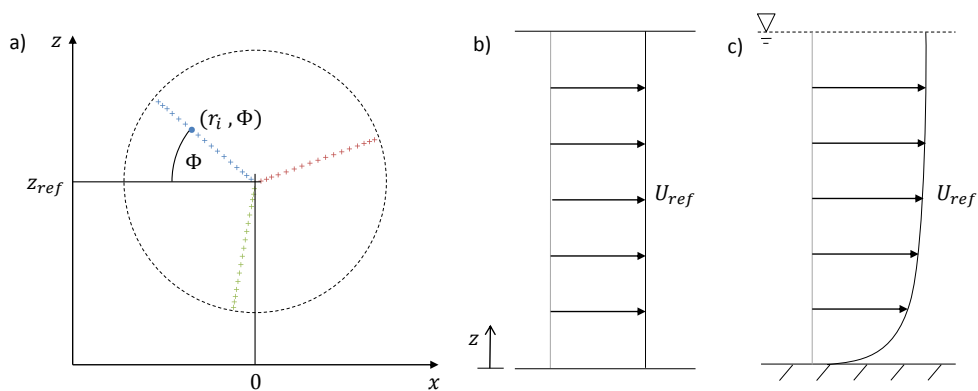 a)
z
(r_i , Φ)
Φ
z_ref
0
x
b)
U_ref
z
c)
U_ref